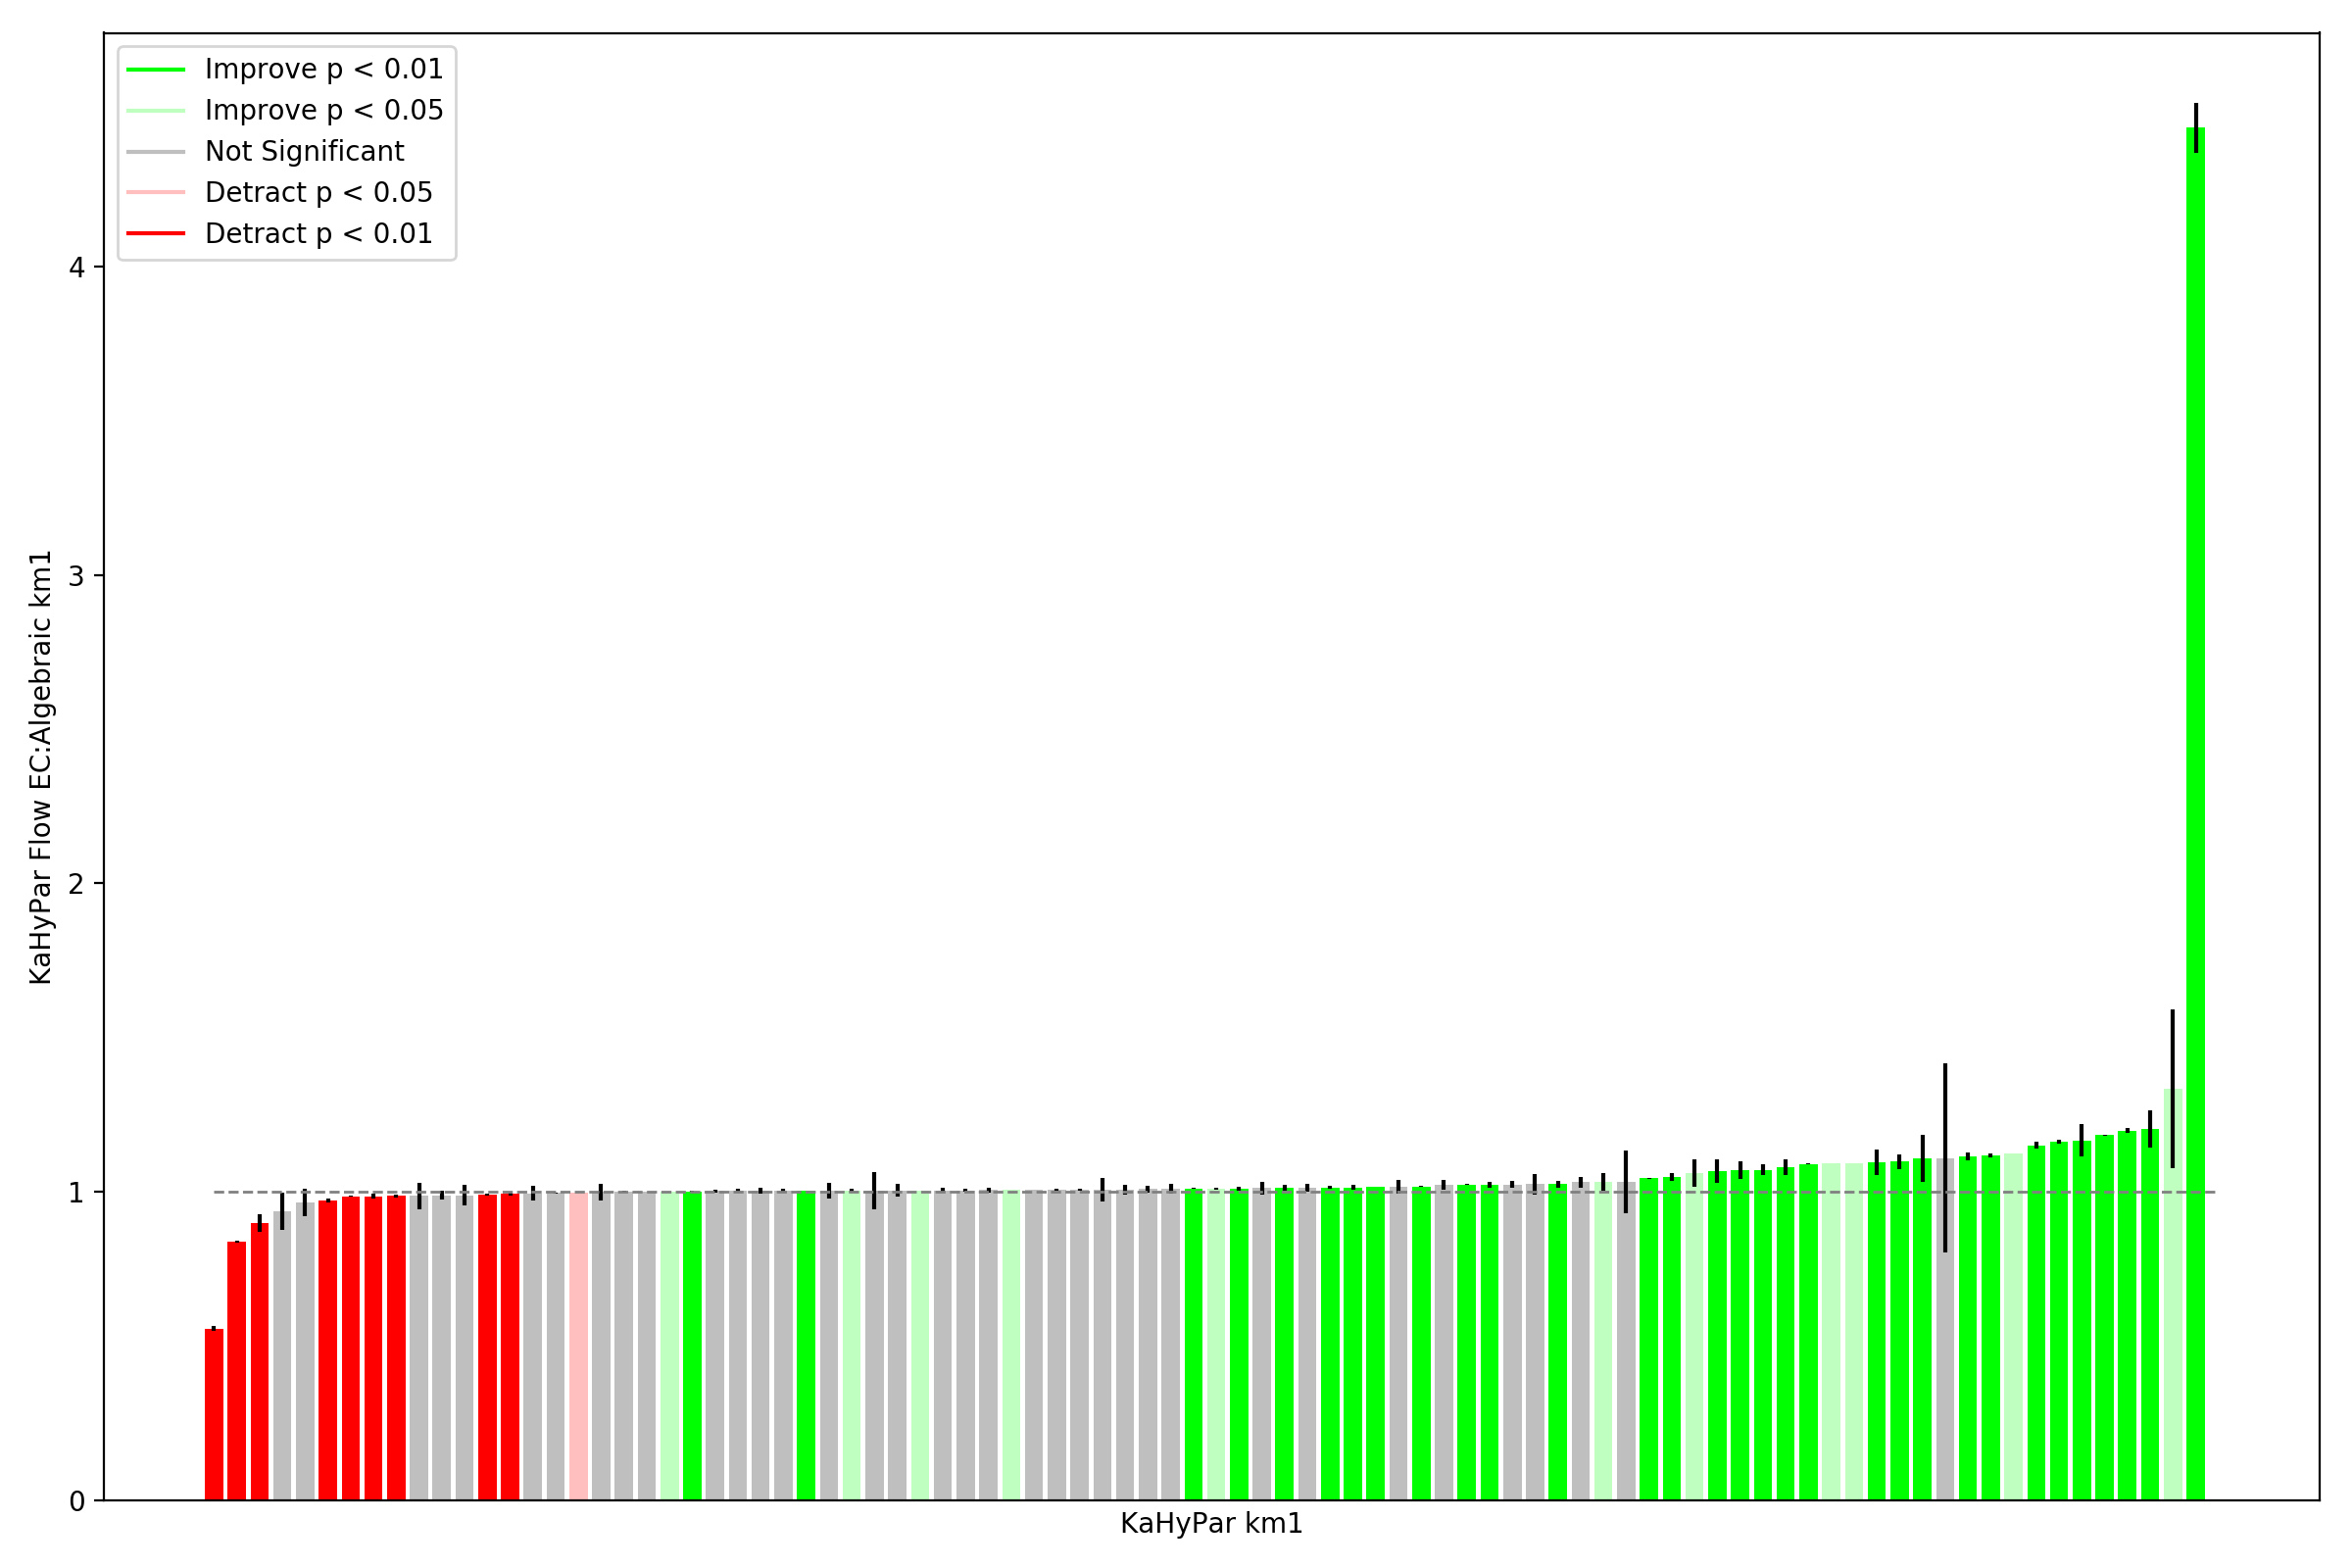 Improve p < 0.01
Improve p < 0.05
Not Significant
Detract p < 0.05
Detract p < 0.01
4
3
2
1
0
KaHyPar Flow EC:Algebraic km1
KaHyPar km1